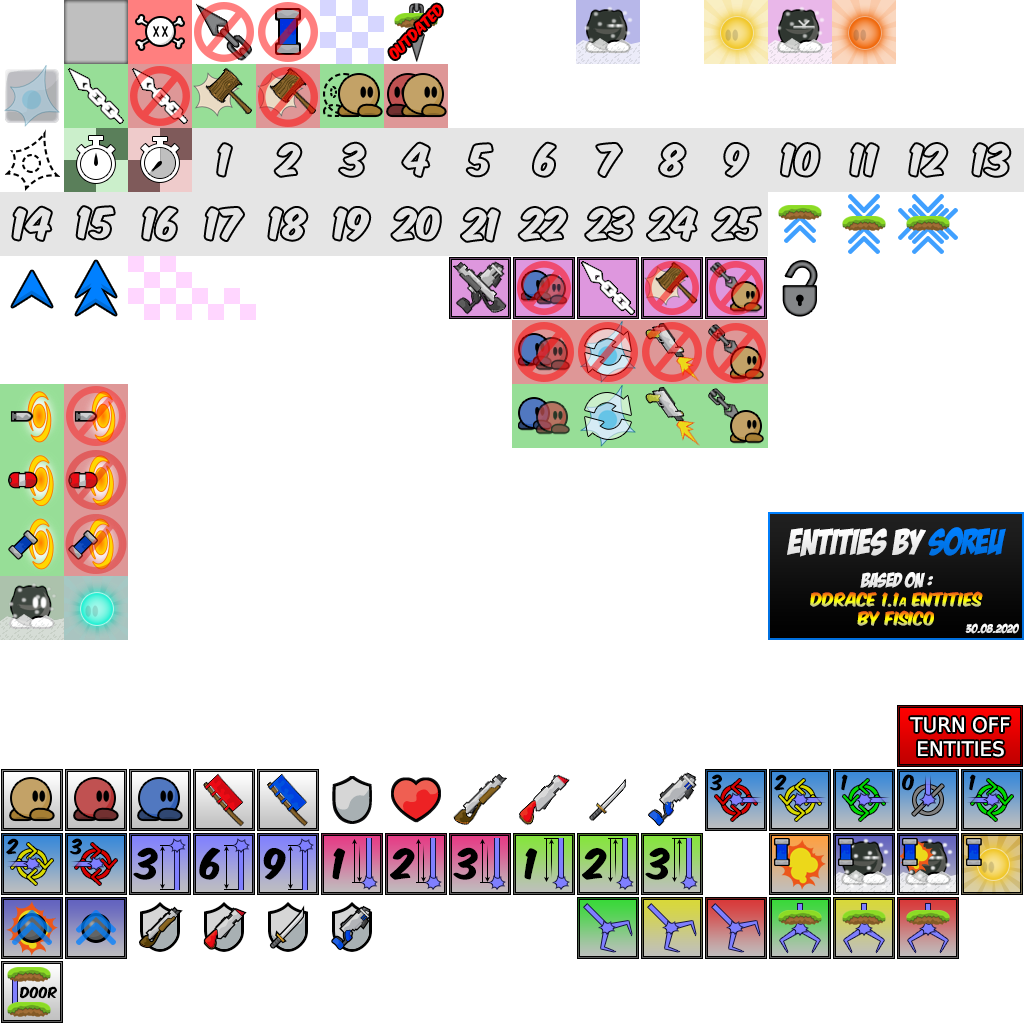 OUTDATED
1 2 3 4 5 6 7 8 9 10 11 12 13
14 15 16 17 18 19 20 21 22 23 24 25
ENTITIES BY SOREU
BASED ON :
DDRACE 1.1A ENTITIES
BY FISICO
30.08.2020
TURN OFF
ENTITIES
3 2 1 0 1
2 3 3 6 9 1 2 3 1 2 3
DOOR